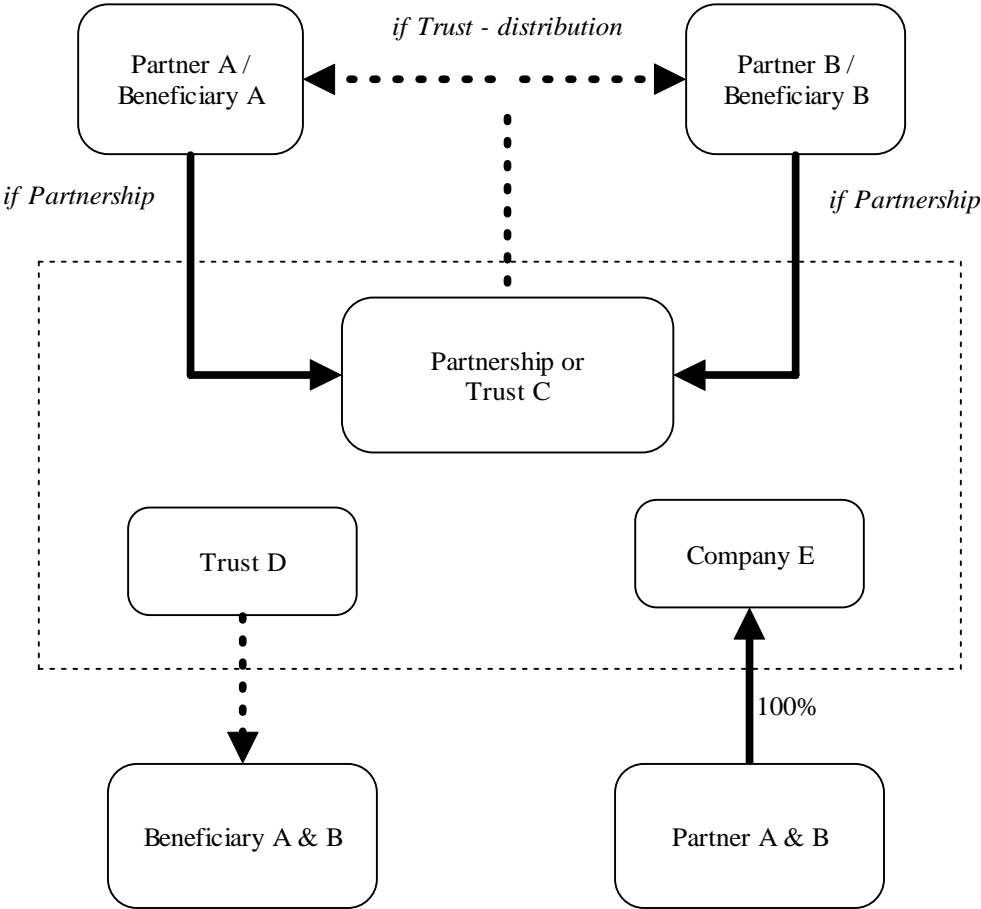 if Trust - distribution
Partner A /
Beneficiary A
Partner B /
Beneficiary B
if Partnership
if Partnership
Partnership or
Trust C
Trust D
Company E
100%
Beneficiary A & B
Partner A & B